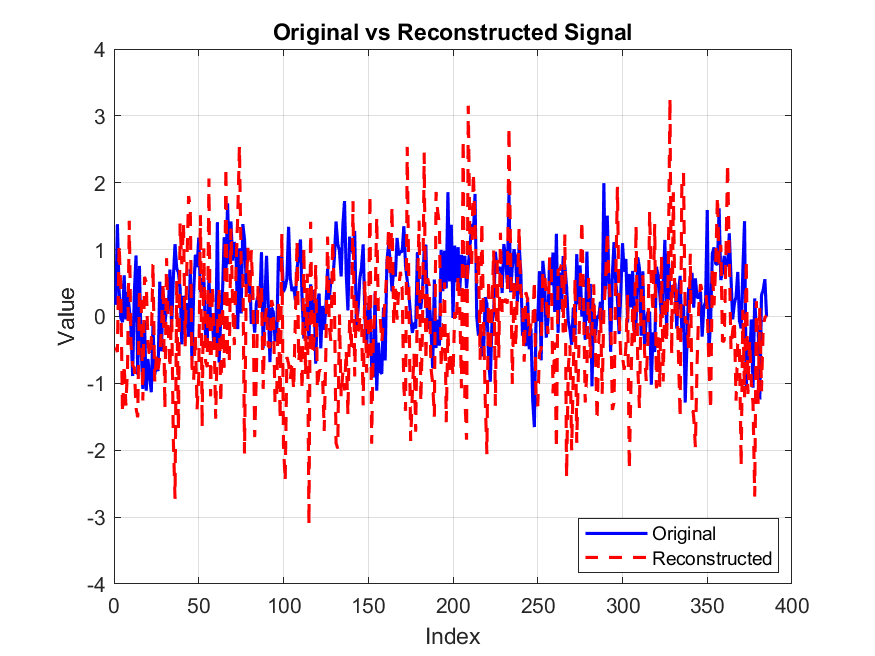 Original vs Reconstructed Signal
4
3
2
1
0
-1
-2
-3
-4
Value
0 50 100 150 200 250 300 350 400
Index
Original
Reconstructed